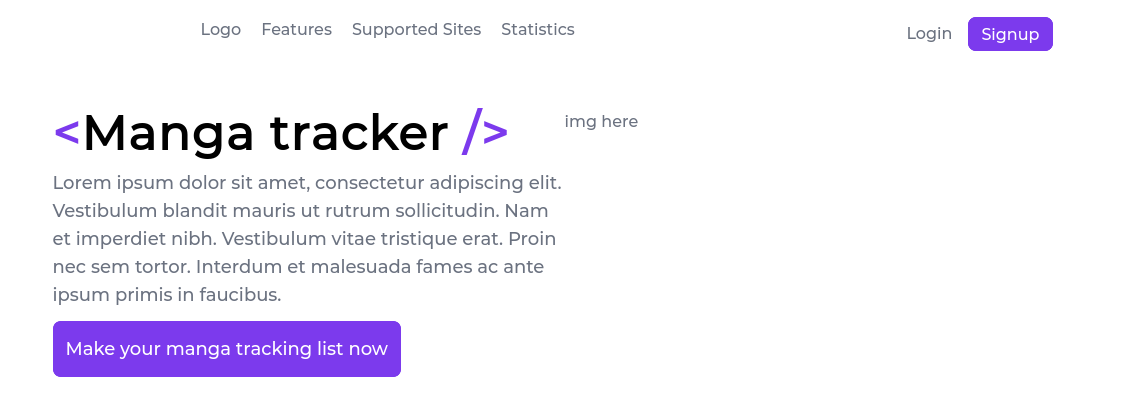 Logo Features Supported Sites Statistics Login Signup
<Manga tracker />
img here
Lorem ipsum dolor sit amet, consectetur adipiscing elit.
Vestibulum blandit mauris ut rutrum sollicitudin. Nam
et imperdiet nibh. Vestibulum vitae tristique erat. Proin
nec sem tortor. Interdum et malesuada fames ac ante
ipsum primis in faucibus.
Make your manga tracking list now